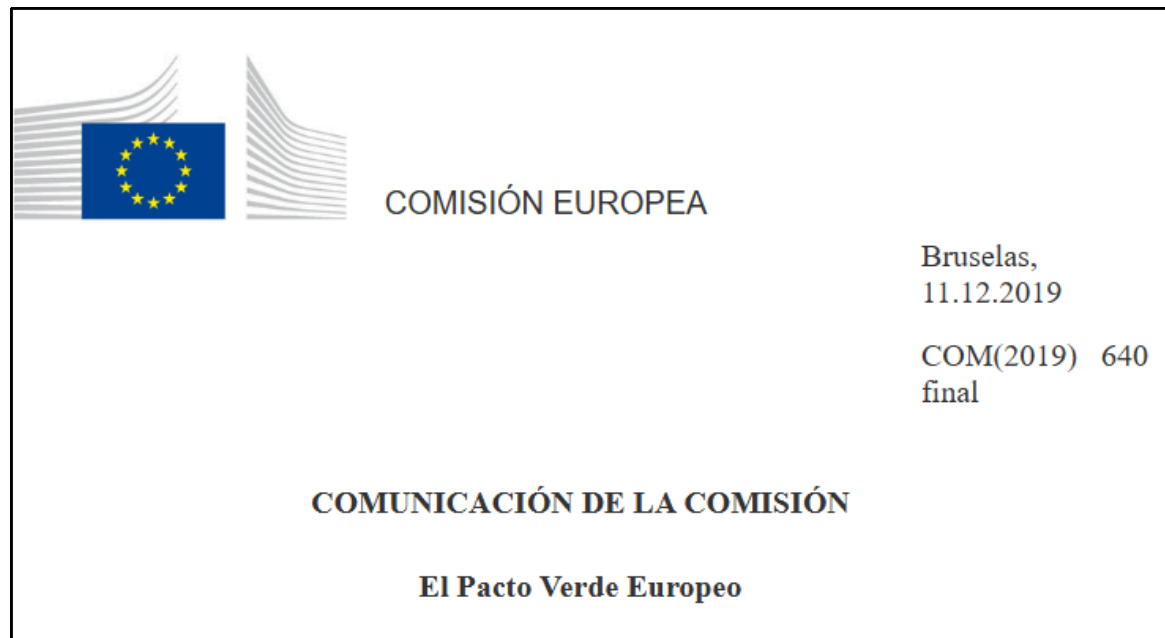 COMISIÓN EUROPEA
Bruselas,
11.12.2019
COM(2019) 640
final
COMUNICACIÓN DE LA COMISIÓN
El Pacto Verde Europeo